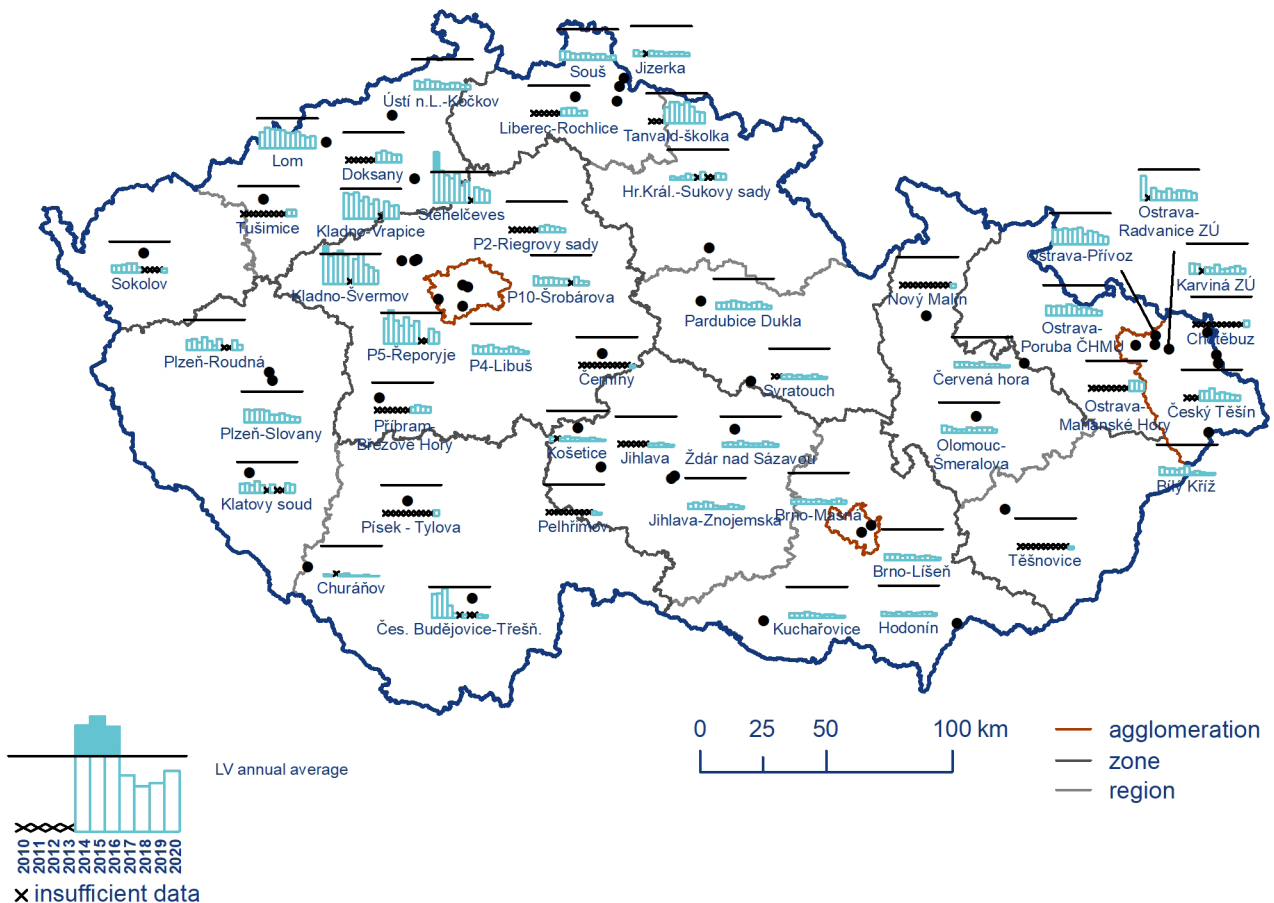 Souš
Jizerka
Ústí n.L.-Kočkov
Liberec-Rochlice
Tanvald-školka
Lom
Doksany
Hr.Král.-Sukovy sady
Tušimice
Kladno-Vrapice
Stehelčeves
P2-Riegrovy sady
Ostrava-
Radvanice ZÚ
Ostrava-Přívoz
Sokolov
Kladno-Švermov
P10-Šrobárova
Karviná ZÚ
Nový Malín
Pardubice Dukla
Ostrava-
Poruba ČHMÚ
Chotěbuz
Plzeň-Roudná
P5-Řeporyje
P4-Libuš
Čermíny
Svratouch
Červená hora
Ostrava-
Mariánské Hory
Český Těšín
Plzeň-Slovany
Příbram-
Březové Hory
Košetice
Jihlava
Ždár nad Sázavou
Olomouc-
Šmeralova
Bílý Kříž
Klatovy soud
Písek - Tylova
Pelhřimov
Jihlava-Znojemská
Brno-Masná
Těšnovice
Churáňov
Brno-Líšeň
Čes. Budějovice-Třešň.
Kuchařovice
Hodonín
LV annual average
2010
2011
2012
2013
2014
2015
2016
2017
2018
2019
2020
insufficient data
0 25 50 100 km
agglomeration
zone
region